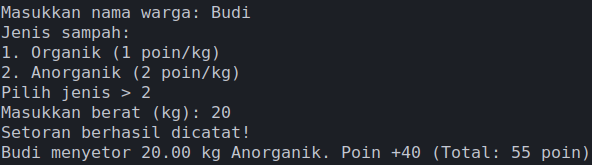 Masukkan nama warga: Budi
Jenis sampah:
1. Organik (1 poin/kg)
2. Anorganik (2 poin/kg)
Pilih jenis > 2
Masukkan berat (kg): 20
Setoran berhasil dicatat!
Budi menyetor 20.00 kg Anorganik. Poin +40 (Total: 55 poin)